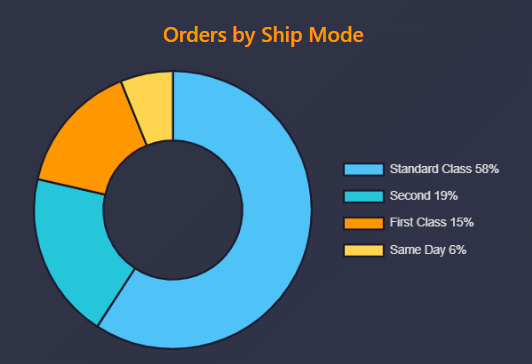 Orders by Ship Mode
Standard Class 58%
Second 19%
First Class 15%
Same Day 6%